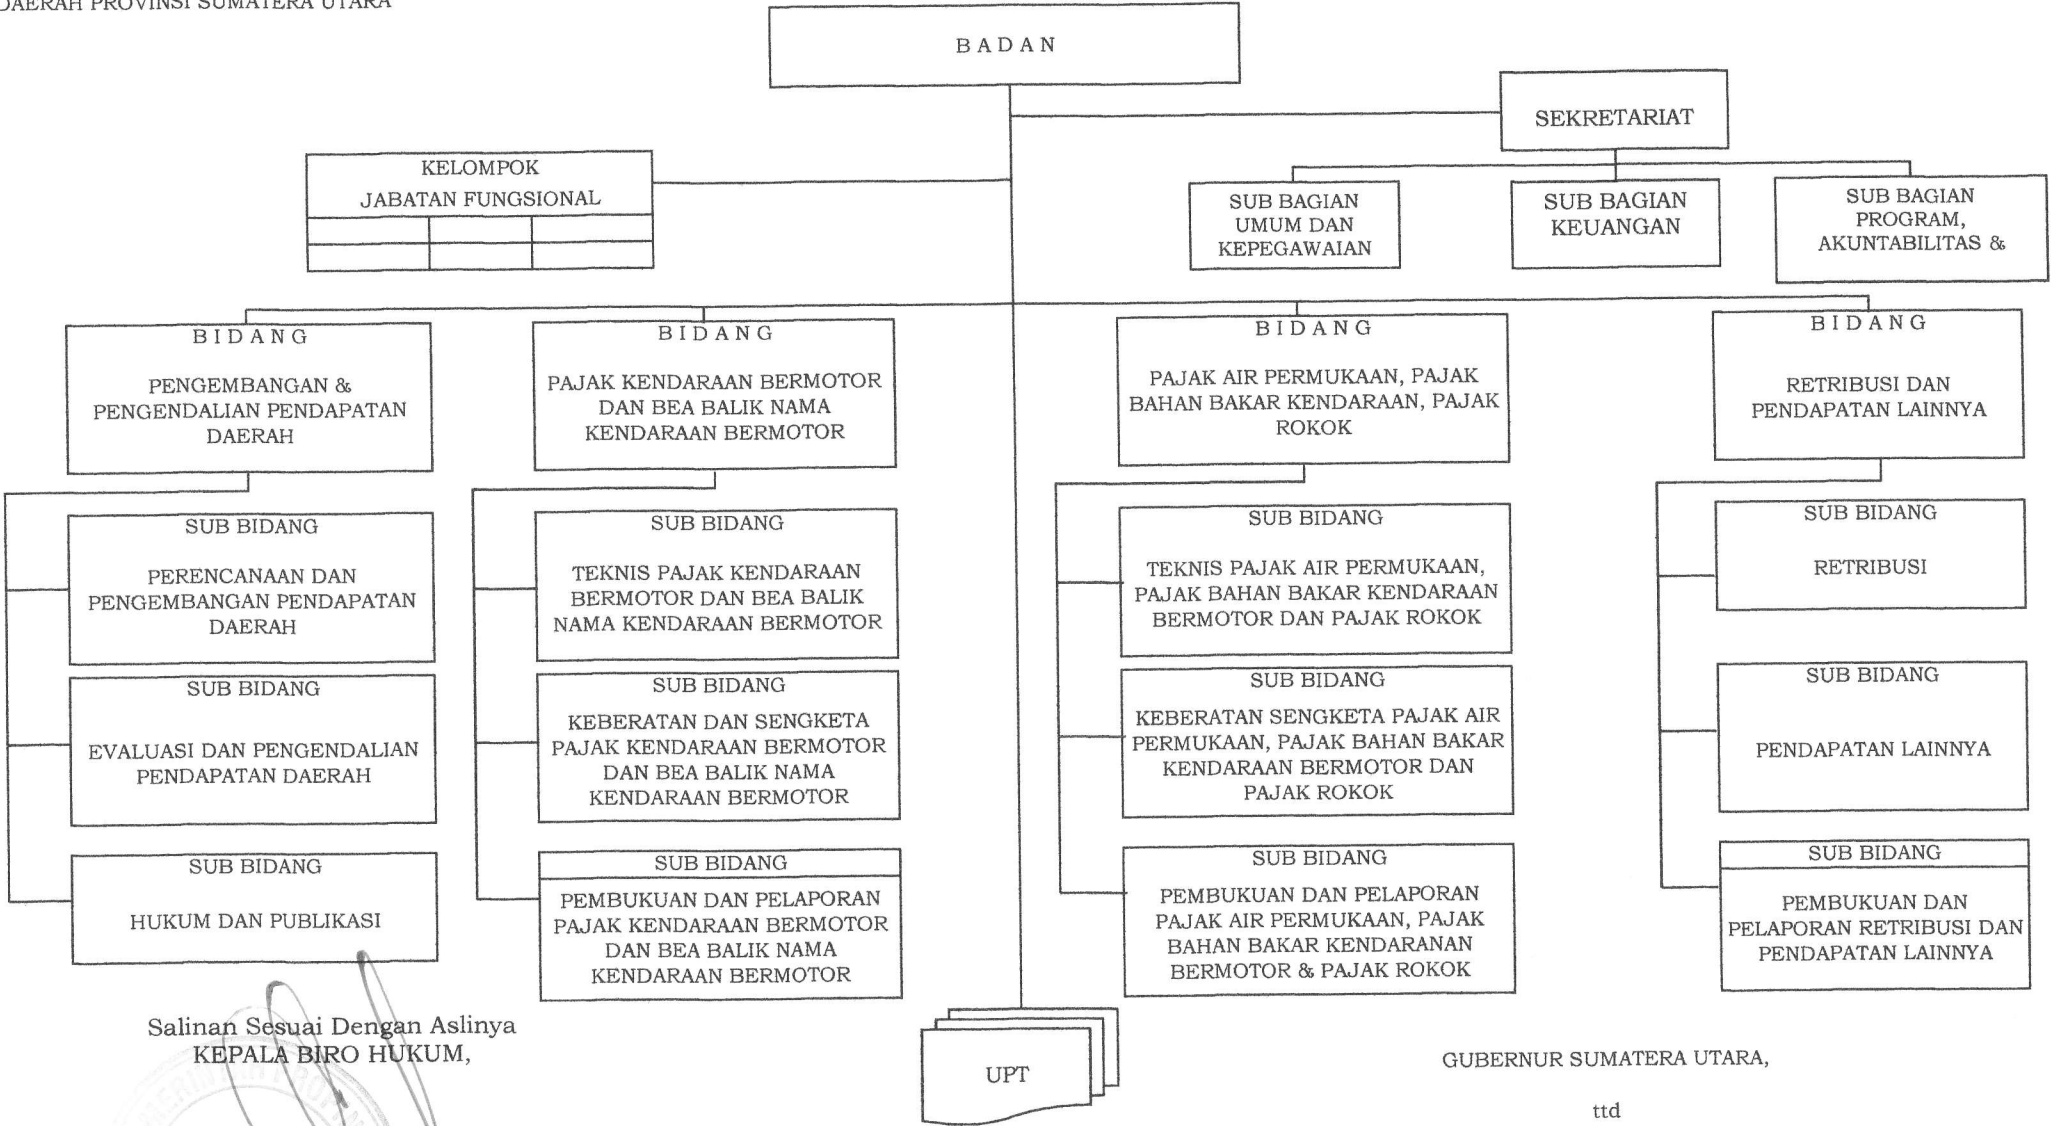 DAERAH PROVINSI SUMATERA UTARA
B A D A N
SEKRETARIAT
KELOMPOK
JABATAN FUNGSIONAL
SUB BAGIAN
UMUM DAN
KEPEGAWAIAN
SUB BAGIAN
KEUANGAN
SUB BAGIAN
PROGRAM,
AKUNTABILITAS &
B I D A N G
PENGEMBANGAN &
PENGENDALIAN PENDAPATAN
DAERAH
B I D A N G
PAJAK KENDARAAN BERMOTOR
DAN BEA BALIK NAMA
KENDARAAN BERMOTOR
B I D A N G
PAJAK AIR PERMUKAAN, PAJAK
BAHAN BAKAR KENDARAAN, PAJAK
ROKOK
B I D A N G
RETRIBUSI DAN
PENDAPATAN LAINNYA
SUB BIDANG
PERENCANAAN DAN
PENGEMBANGAN PENDAPATAN
DAERAH
SUB BIDANG
TEKNIS PAJAK KENDARAAN
BERMOTOR DAN BEA BALIK
NAMA KENDARAAN BERMOTOR
SUB BIDANG
TEKNIS PAJAK AIR PERMUKAAN,
PAJAK BAHAN BAKAR KENDARAAN
BERMOTOR DAN PAJAK ROKOK
SUB BIDANG
RETRIBUSI
SUB BIDANG
EVALUASI DAN PENGENDALIAN
PENDAPATAN DAERAH
SUB BIDANG
KEBERATAN DAN SENGKETA
PAJAK KENDARAAN BERMOTOR
DAN BEA BALIK NAMA
KENDARAAN BERMOTOR
SUB BIDANG
KEBERATAN SENGKETA PAJAK AIR
PERMUKAAN, PAJAK BAHAN BAKAR
KENDARAAN BERMOTOR DAN
PAJAK ROKOK
SUB BIDANG
PENDAPATAN LAINNYA
SUB BIDANG
HUKUM DAN PUBLIKASI
SUB BIDANG
PEMBUKUAN DAN PELAPORAN
PAJAK KENDARAAN BERMOTOR
DAN BEA BALIK NAMA
KENDARAAN BERMOTOR
SUB BIDANG
PEMBUKUAN DAN PELAPORAN
PAJAK AIR PERMUKAAN, PAJAK
BAHAN BAKAR KENDARANAN
BERMOTOR & PAJAK ROKOK
SUB BIDANG
PEMBUKUAN DAN
PELAPORAN RETRIBUSI DAN
PENDAPATAN LAINNYA
Salinan Sesuai Dengan Aslinya
KEPALA BIRO HUKUM,
UPT
GUBERNUR SUMATERA UTARA,
ttd